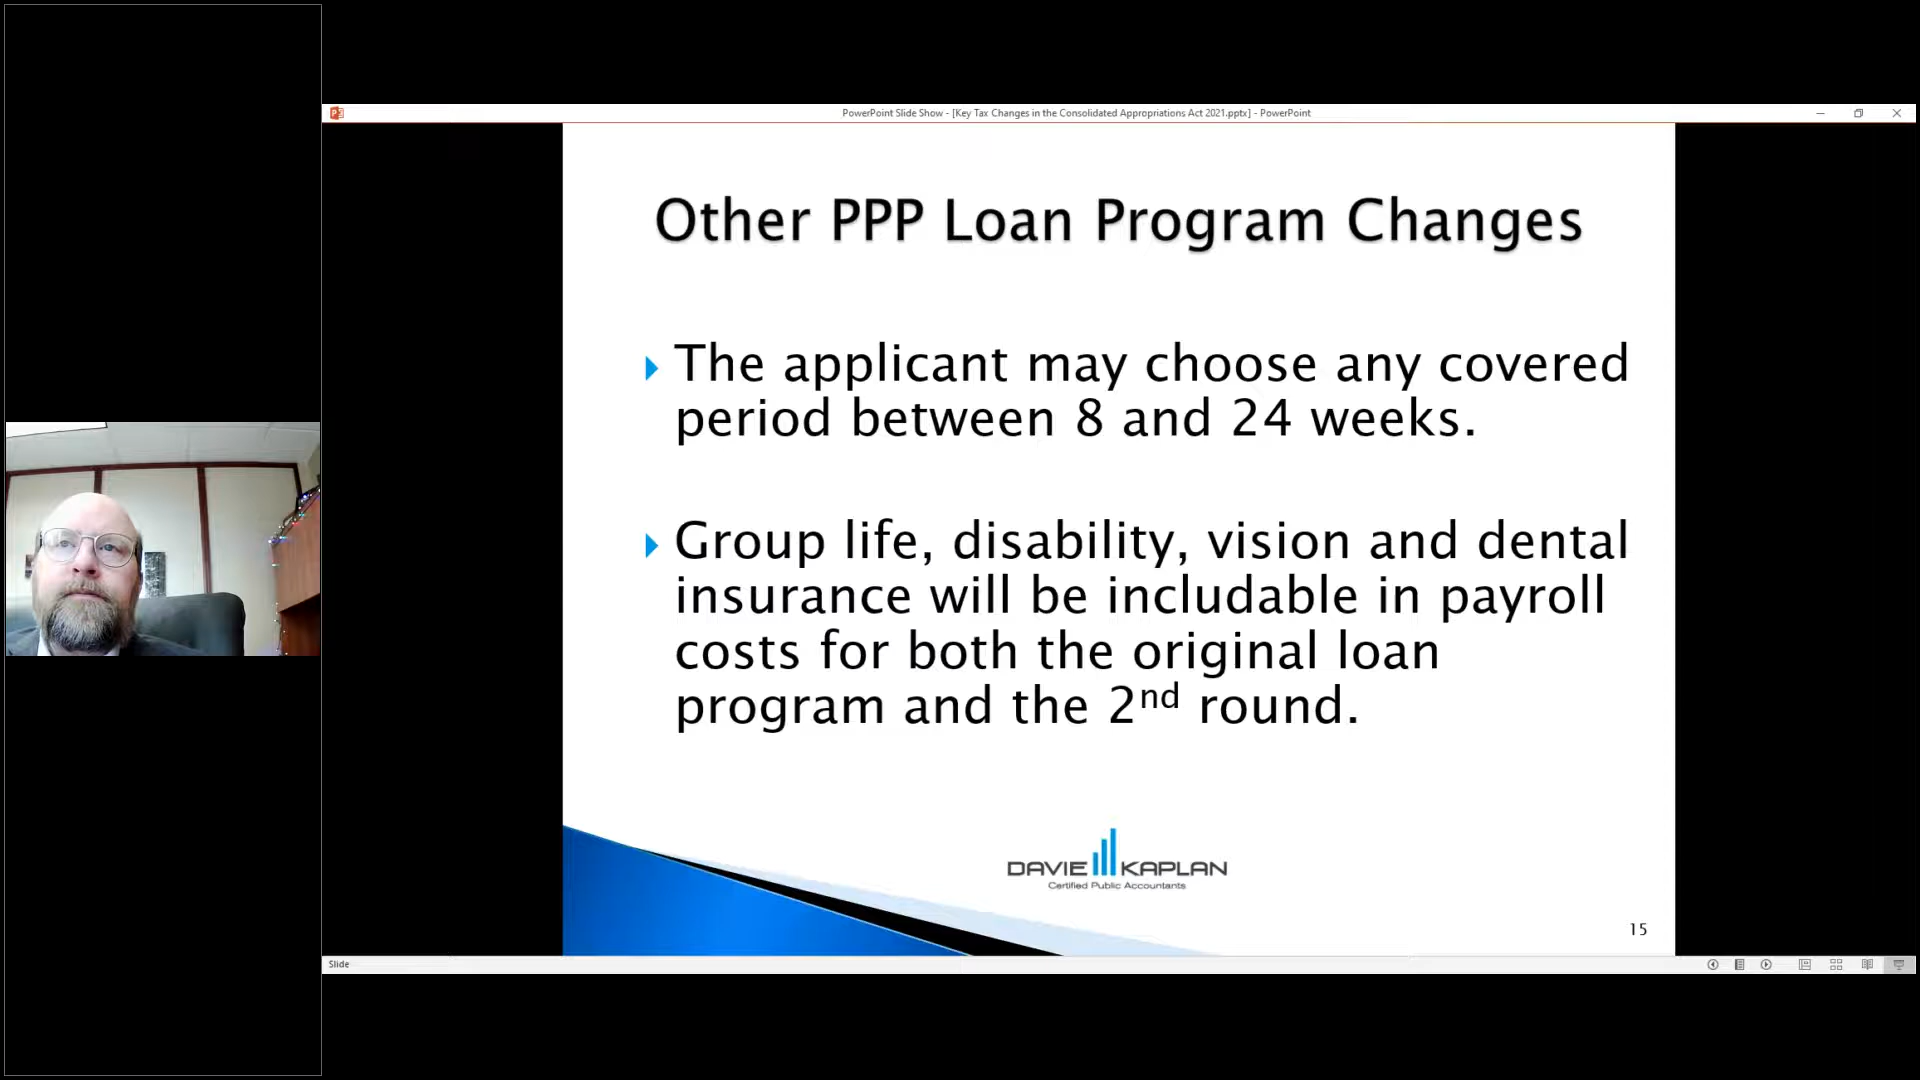 PowerPoint Slide Show - [Key Tax Changes in the Consolidated Appropriations Act 2021.pptx] - PowerPoint
Other PPP Loan Program Changes
The applicant may choose any covered
period between 8 and 24 weeks.
Group life, disability, vision and dental
insurance will be includable in payroll
costs for both the original loan
program and the 2nd round.
DAVIE KAPLAN
Certified Public Accountants
15
Slide